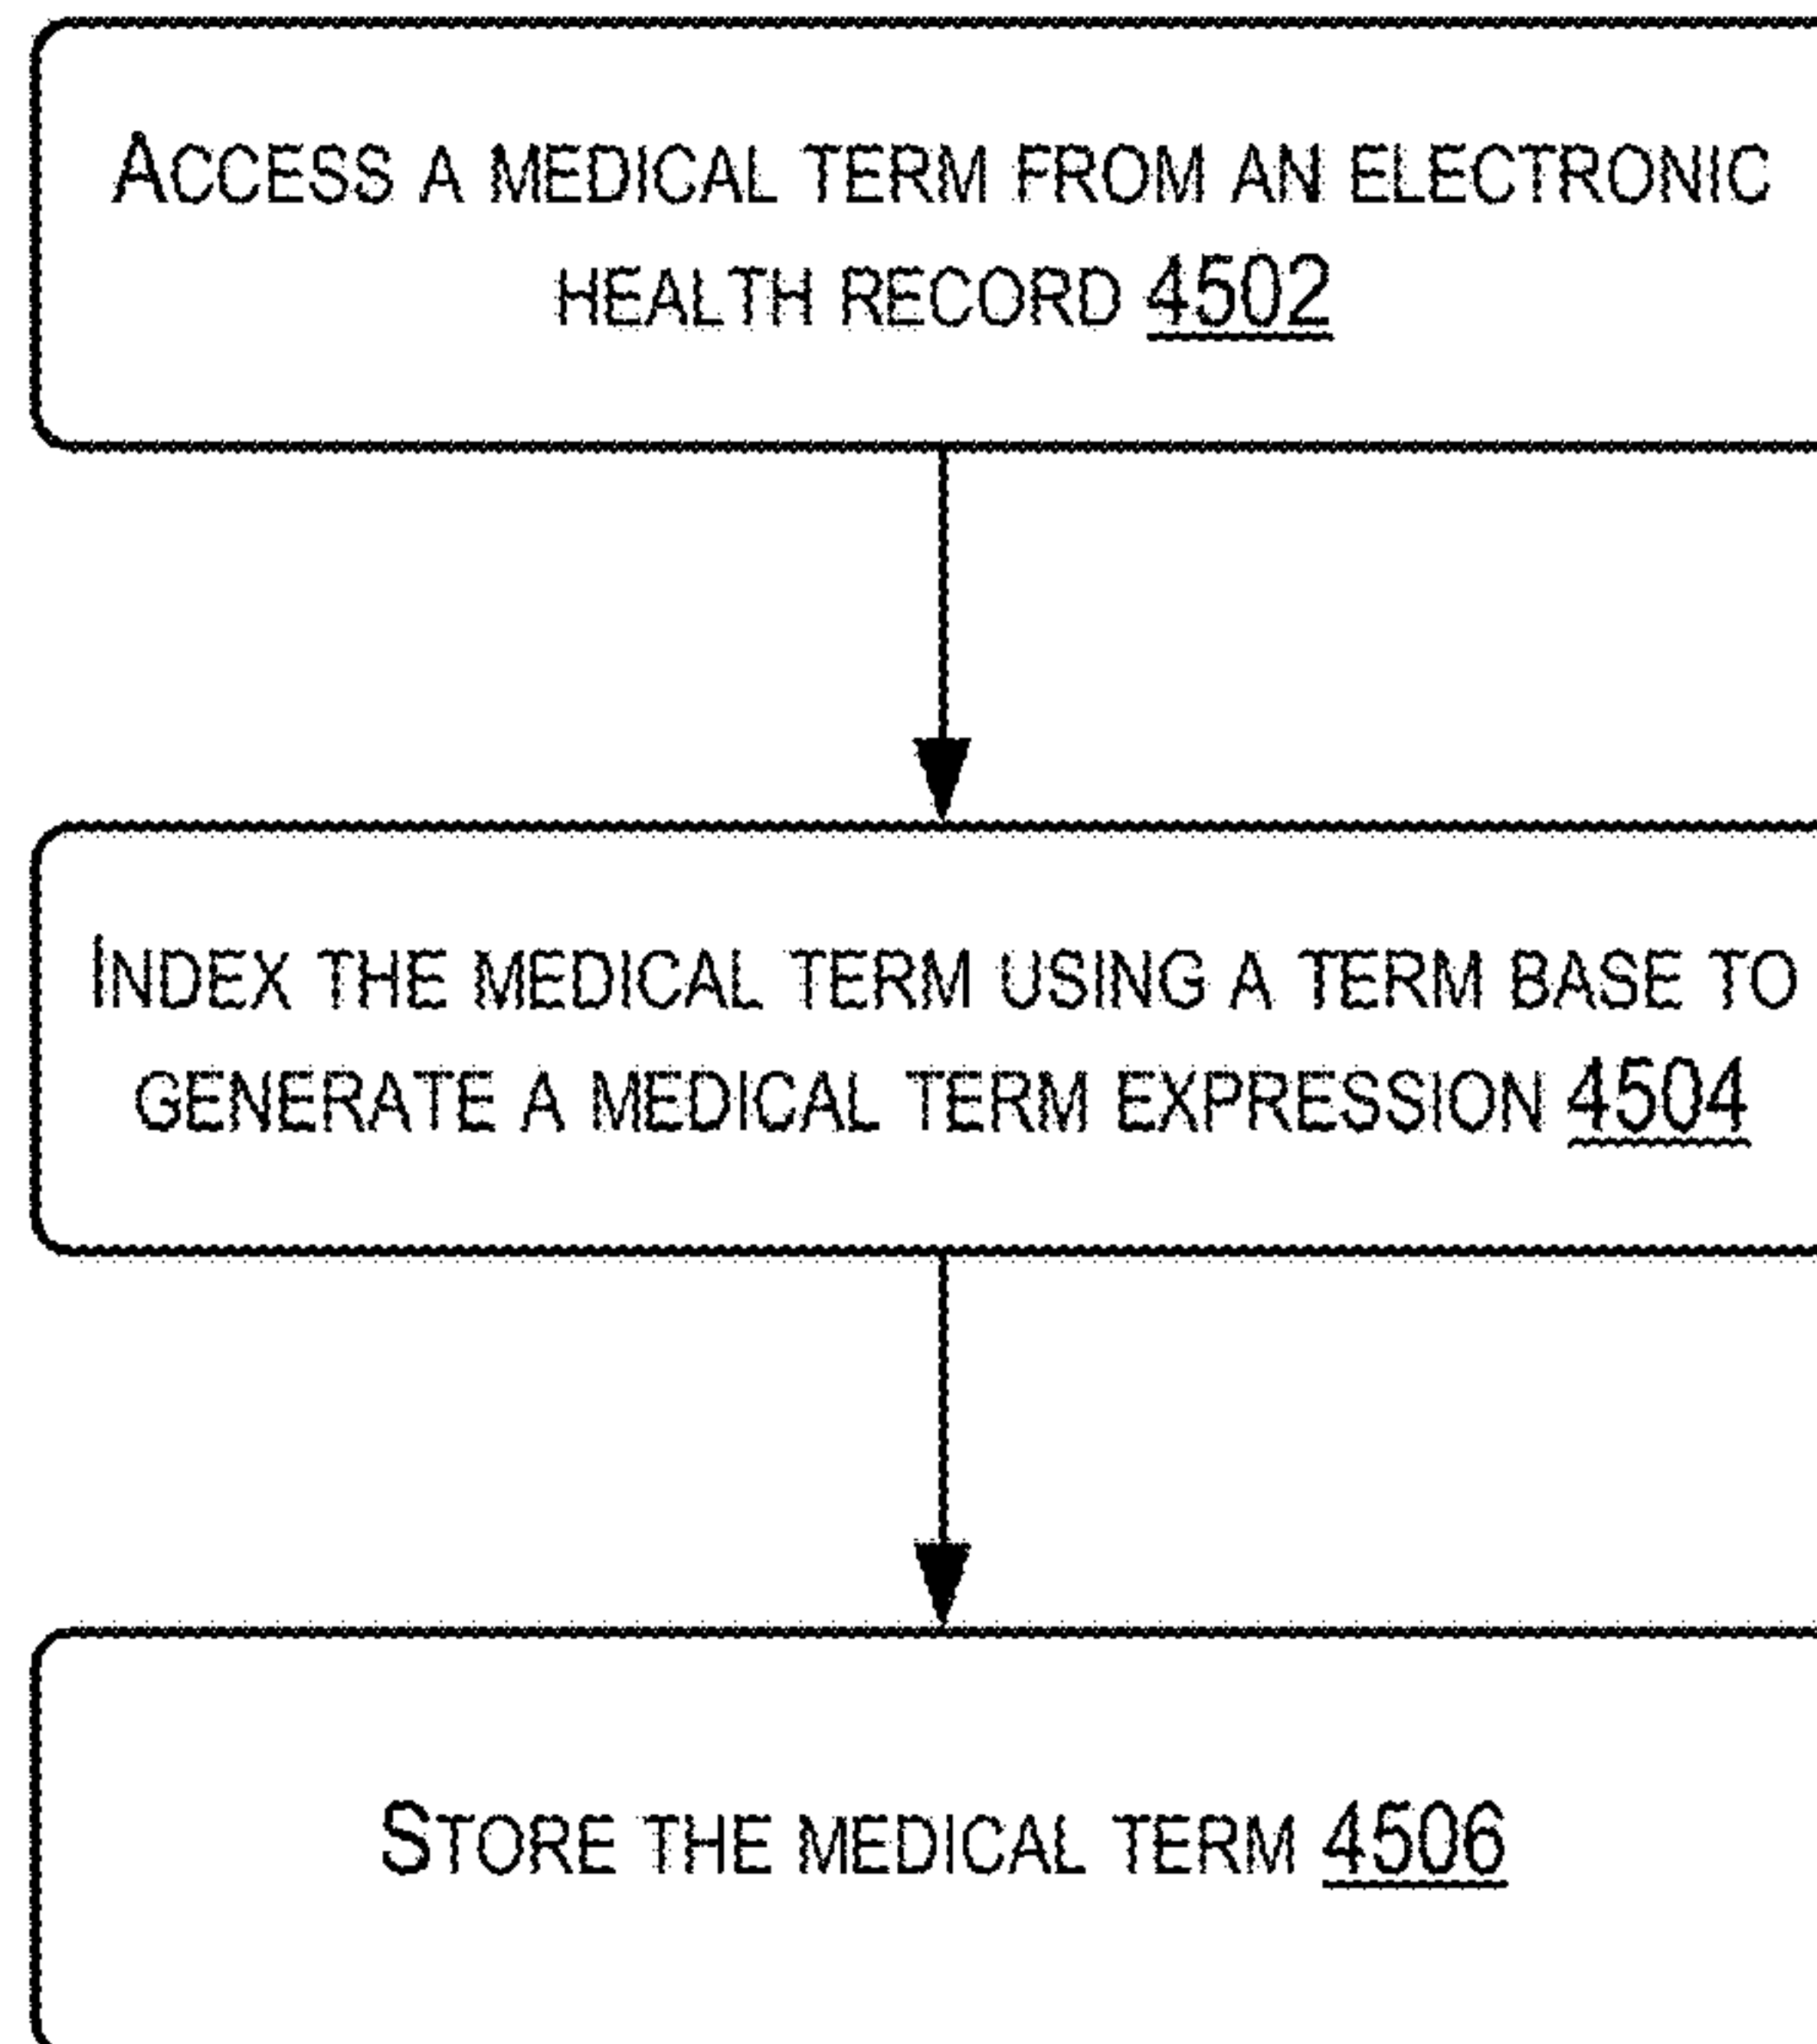 ACCESS A MEDICAL TERM FROM AN ELECTRONIC
HEALTH RECORD 4502
INDEX THE MEDICAL TERM USING A TERM BASE TO
GENERATE A MEDICAL TERM EXPRESSION 4504
STORE THE MEDICAL TERM 4506